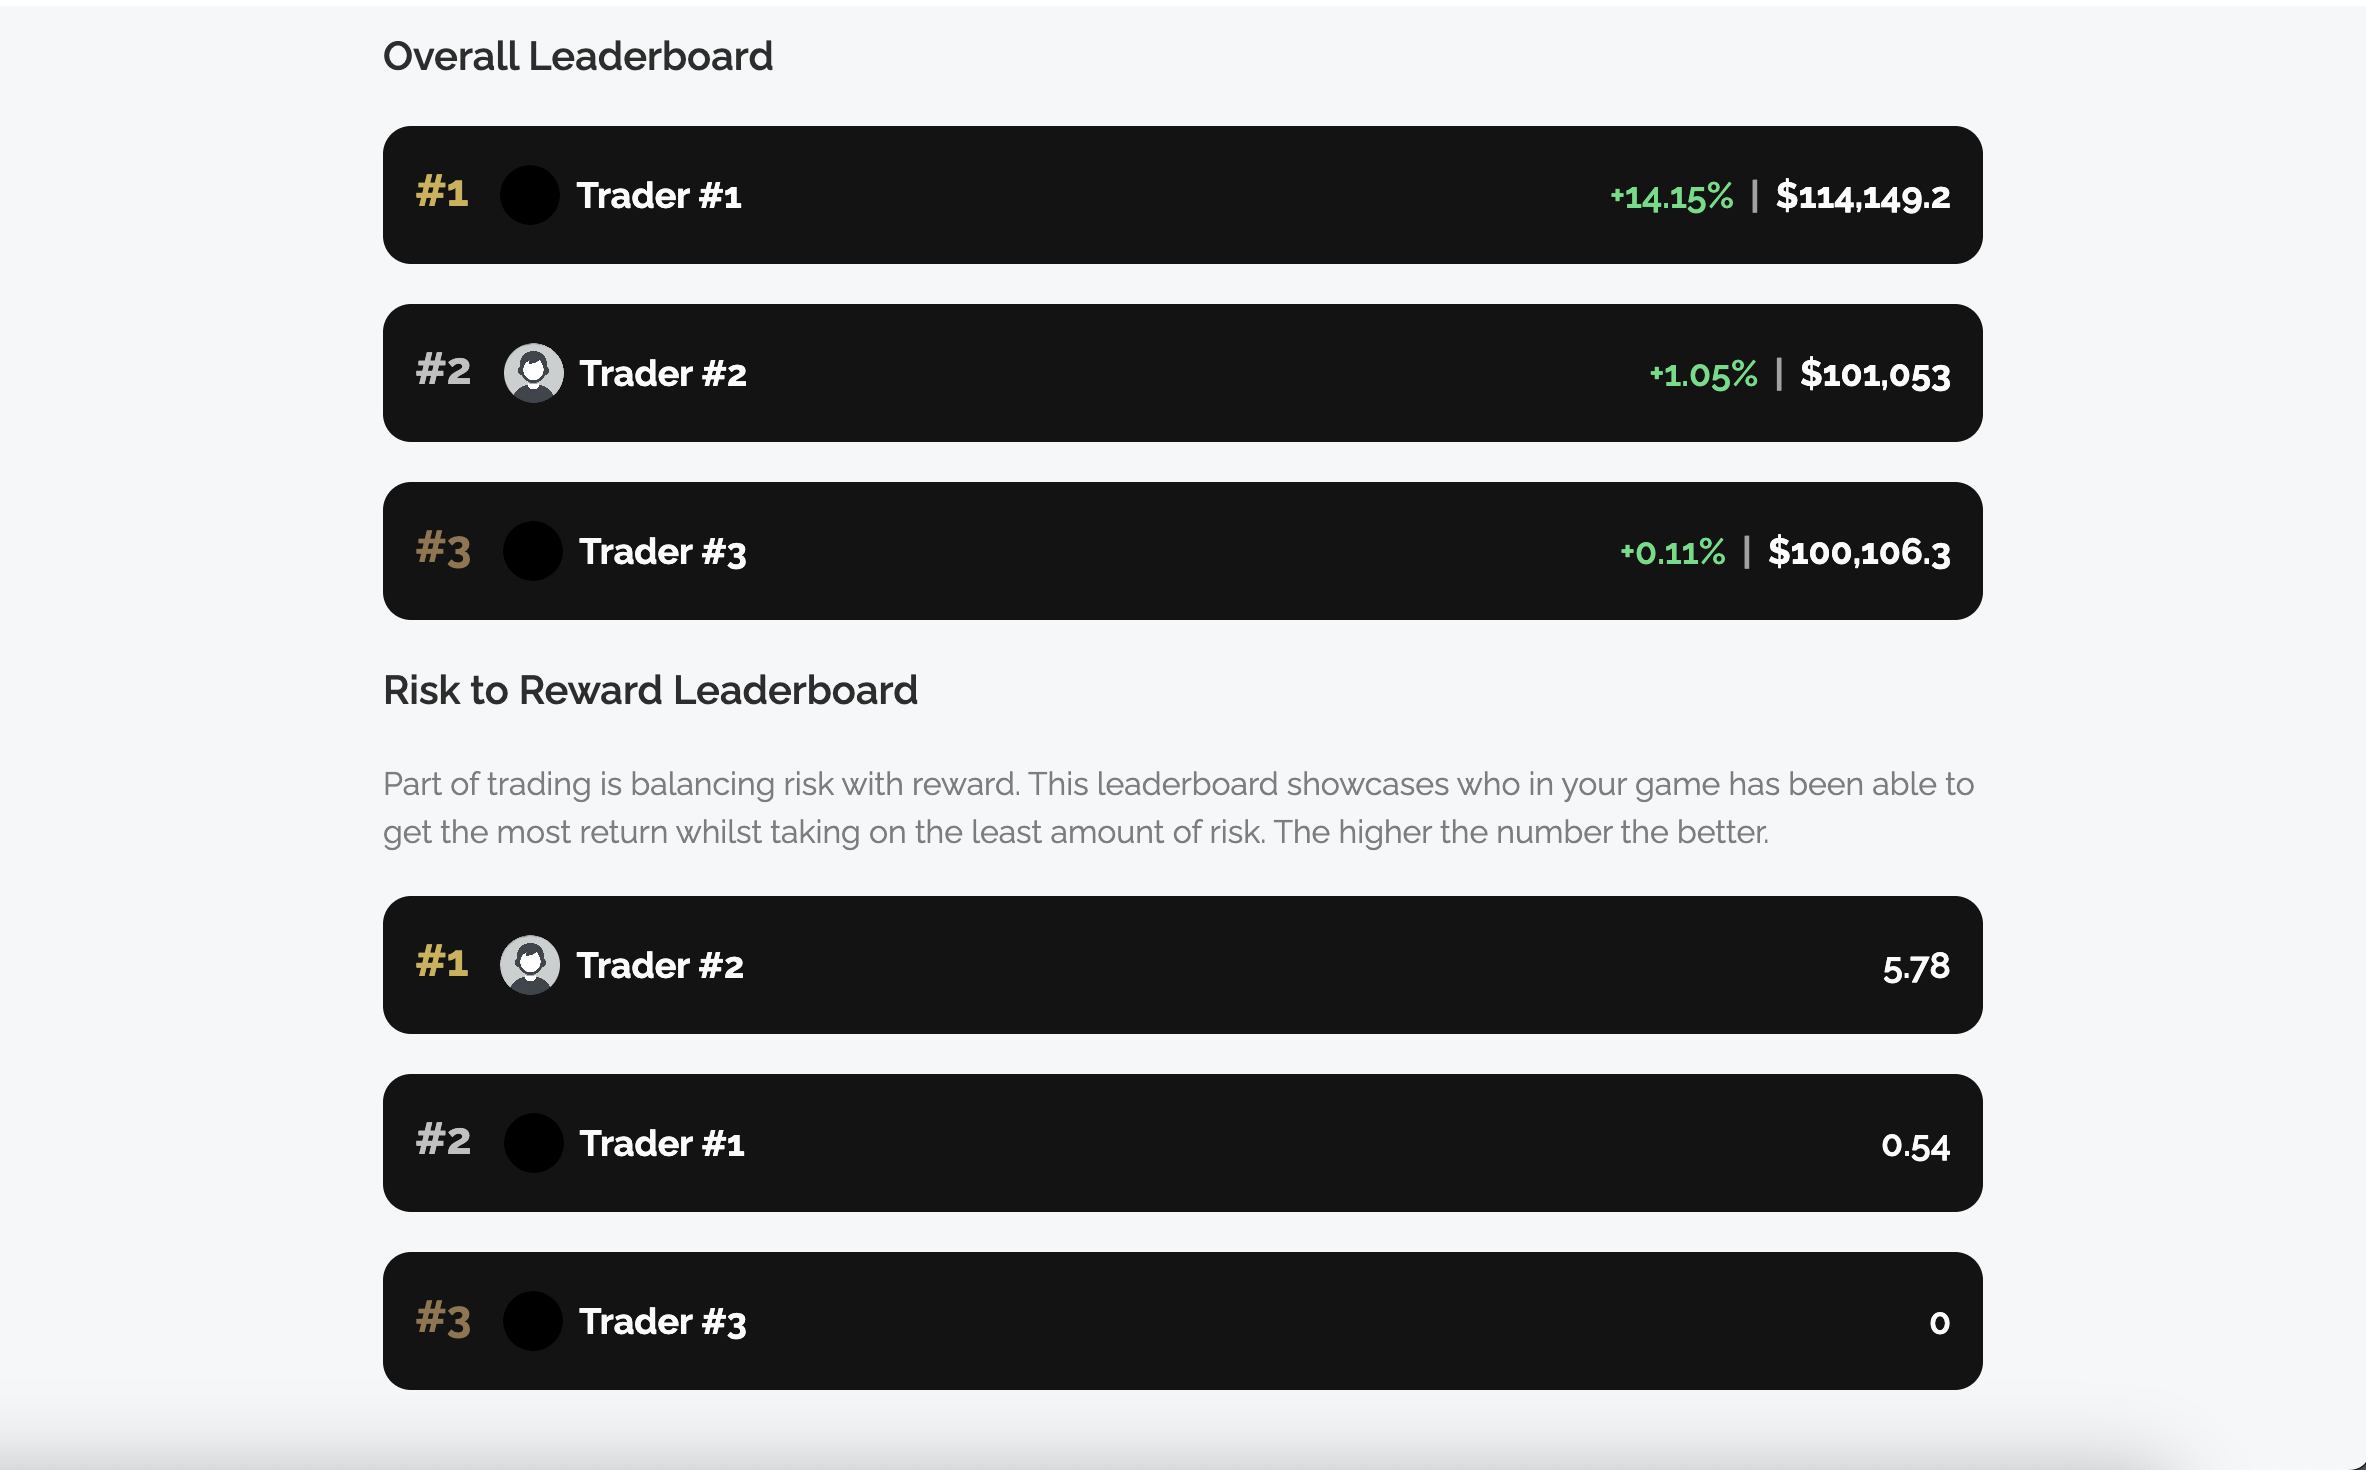 Overall Leaderboard
#1 Trader #1 +14.15% | $114,149.2
#2 Trader #2 +1.05% | $101,053
#3 Trader #3 +0.11% | $100,106.3
Risk to Reward Leaderboard
Part of trading is balancing risk with reward. This leaderboard showcases who in your game has been able to
get the most return whilst taking on the least amount of risk. The higher the number the better.
#1 Trader #2 5.78
#2 Trader #1 0.54
#3 Trader #3 0